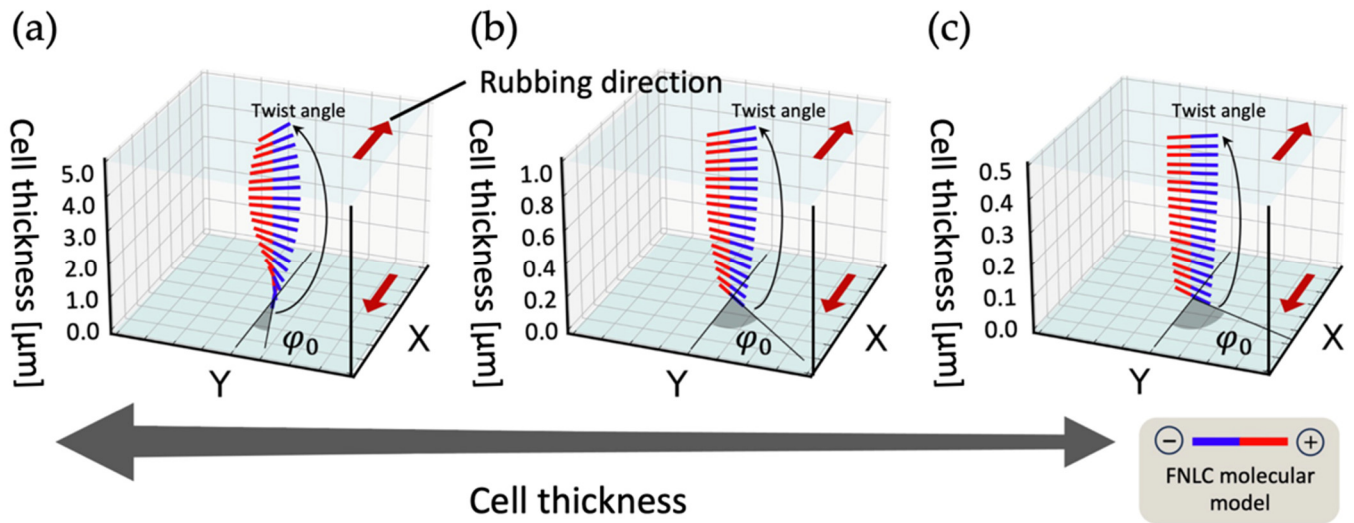 (a)
(b)
(c)
Rubbing direction
Twist angle
Twist angle
Twist angle
Cell thickness [μm]
5.0
4.0
3.0
2.0
1.0
0.0
φ0
X
Y
Cell thickness [μm]
1.0
0.8
0.6
0.4
0.2
0.0
φ0
X
Y
Cell thickness [μm]
0.5
0.4
0.3
0.2
0.1
0.0
φ0
X
Y
Cell thickness
− +
FNLC molecular
model